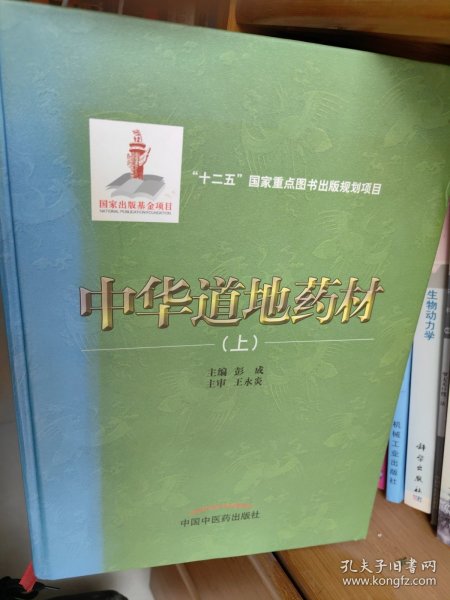 国家出版基金项目
NATIONAL PUBLICATION FOUNDATION
“十二五”国家重点图书出版规划项目
中华道地药材
（上）
主编 彭 成
主审 王永炎
中国中医药出版社
生物动力学
机械工业出版社
科学出版社
孔夫子旧书网
www.kongfz.com